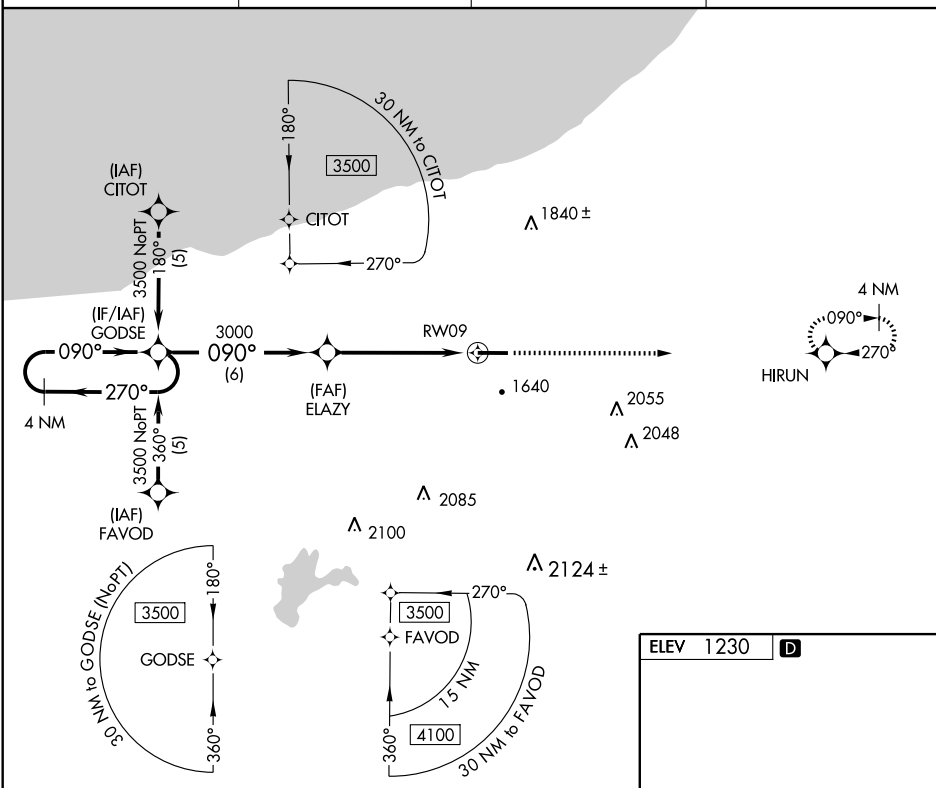 180°
30 NM to CITOT
3500
CITOT
270°
(IAF)
CITOT
3500 NoPT
180°
(5)
1840 ±
(IF/IAF)
GODSE
090°
270°
4 NM
3000
090°
(6)
(FAF)
ELAZY
RW09
1640
4 NM
090°
270°
HIRUN
2055
2048
3500 NoPT
360°
(5)
(IAF)
FAVOD
2085
2100
2124 ±
30 NM to GODSE (NoPT)
180°
3500
GODSE
360°
270°
3500
FAVOD
15 NM
360°
4100
30 NM to FAVOD
ELEV 1230 D